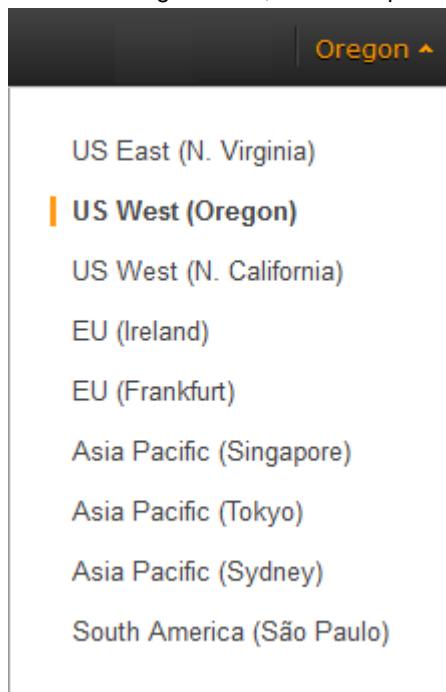 Oregon
US East (N. Virginia)
US West (Oregon)
US West (N. California)
EU (Ireland)
EU (Frankfurt)
Asia Pacific (Singapore)
Asia Pacific (Tokyo)
Asia Pacific (Sydney)
South America (São Paulo)